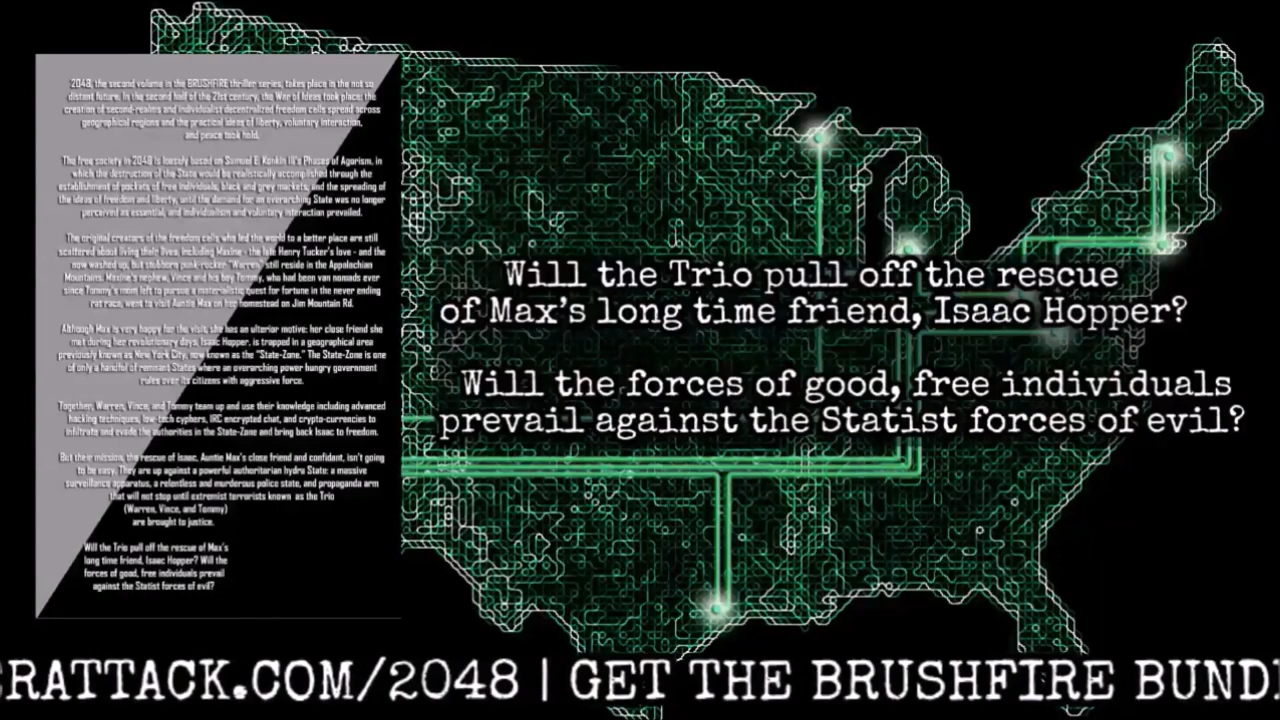 2048, the second volume in the BRUSHFIRE thriller series, takes place in the not so
distant future. In the second half of the 21st century, the War of Ideas took place; the
creation of second-realms and individualist decentralized freedom cells spread across
geographical regions and the practical ideas of liberty, voluntary interaction,
and peace took hold.
The free society in 2048 is loosely based on Samuel E. Konkin III's Phases of Agorism, in
which the destruction of the State would be realistically accomplished through the
establishment of pockets of free individuals, black and grey markets, and the spreading of
the ideas of freedom and liberty, until the demand for an overarching State was no longer
perceived as essential, and individualism and voluntary interaction prevailed.
The original creators of the freedom cells who led the world to a better place are still
scattered about living their lives, including Maxine - the late Henry Tucker's love - and the
now washed up, but stubborn punk-rocker "Warren," still reside in the Appalachian
Mountains. Maxine's nephew, Vince and his boy Tommy, who had been van nomads ever
since Tommy's mom left to pursue a materialistic quest for fortune in the never ending
rat race, went to visit Auntie Max on her homestead on Jim Mountain Rd.
Although Max is very happy for the visit, she has an ulterior motive: her close friend she
met during her revolutionary days, Isaac Hopper, is trapped in a geographical area
previously known as New York City, now known as the "State-Zone." The State-Zone is one
of only a handful of remnant States where an overarching power hungry government
rules over its citizens with aggressive force.
Together, Warren, Vince, and Tommy team up and use their knowledge including advanced
hacking techniques, low-tech cyphers, IRC encrypted chat, and crypto-currencies to
infiltrate and evade the authorities in the State-Zone and bring back Isaac to freedom.
But their mission, the rescue of Isaac, Auntie Max's close friend and confidant, isn't going
to be easy. They are up against a powerful authoritarian hydra State: a massive
surveillance apparatus, a relentless and murderous police state, and propaganda arm
that will not stop until extremist terrorists known as the Trio
(Warren, Vince, and Tommy)
are brought to justice.
Will the Trio pull off the rescue of Max's
long time friend, Isaac Hopper? Will the
forces of good, free individuals prevail
against the Statist forces of evil?
Will the Trio pull off the rescue
of Max's long time friend, Isaac Hopper?
Will the forces of good, free individuals
prevail against the Statist forces of evil?
CRATTACK.COM/2048 | GET THE BRUSHFIRE BUND